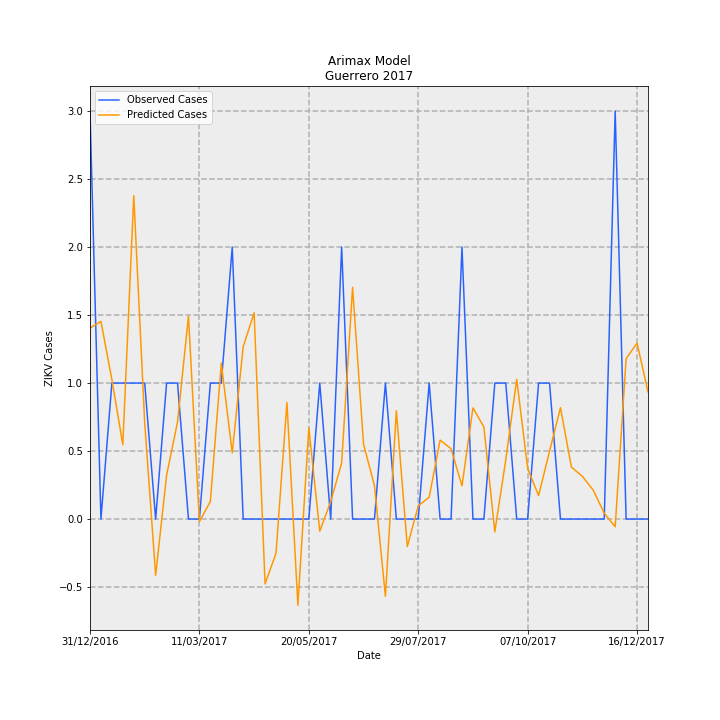 Arimax Model
Guerrero 2017
Observed Cases
Predicted Cases
3.0
2.5
2.0
1.5
1.0
0.5
0.0
−0.5
ZIKV Cases
31/12/2016
11/03/2017
20/05/2017
29/07/2017
07/10/2017
16/12/2017
Date